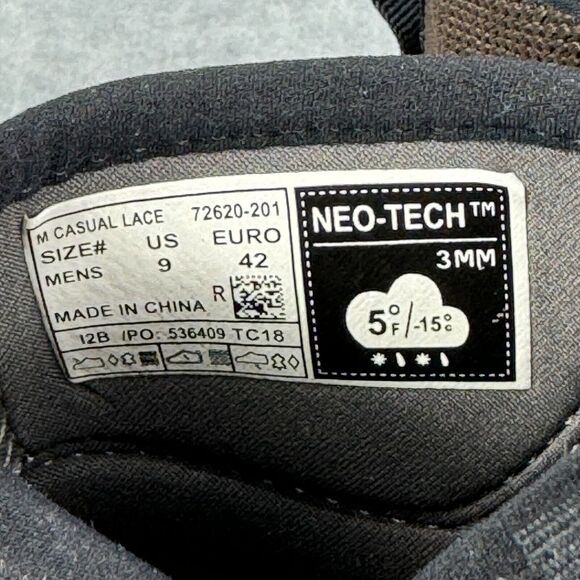 M CASUAL LACE 72620-201
SIZE# US EURO
MENS 9 42
R
MADE IN CHINA
12B /PO: 536409 TC18
NEO-TECH™
3MM
5°F/-15°C